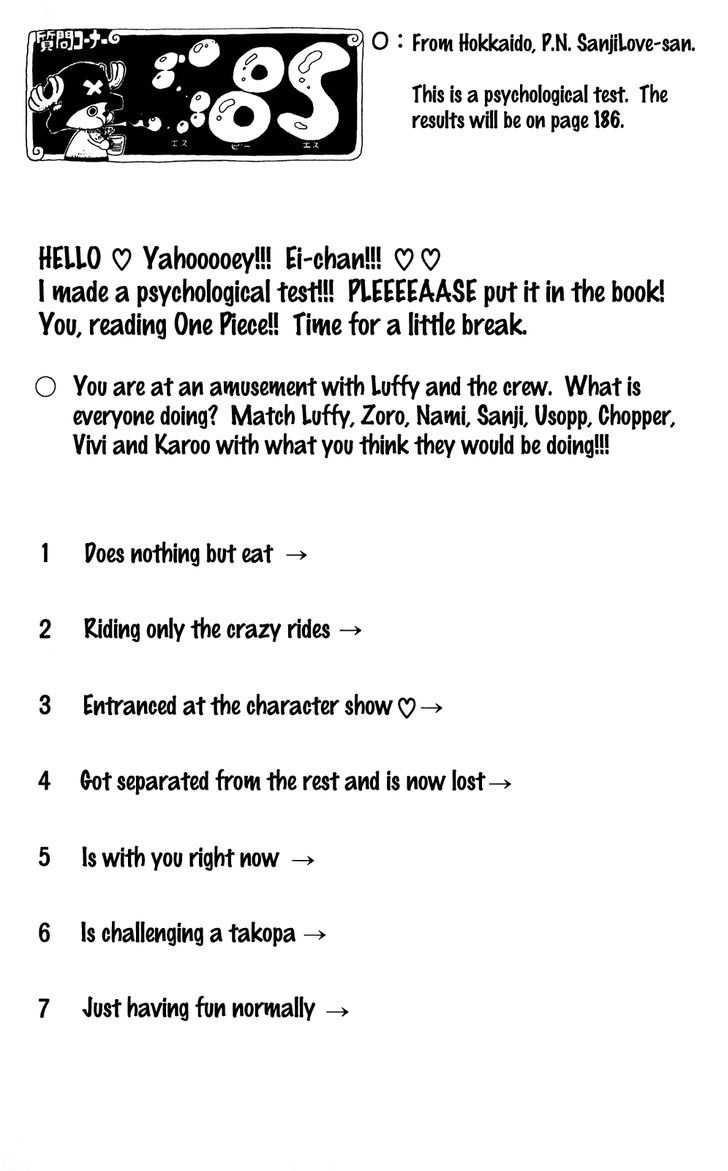 質問コーナー
SBS
エス ビー エス
O : From Hokkaido, P.N. SanjiLove-san.
This is a psychological test. The
results will be on page 186.
HELLO ♡ Yahooooey!!! Ei-chan!!! ♡ ♡
I made a psychological test!!! PLEEEEAASE put it in the book!
You, reading One Piece!! Time for a little break.
○ You are at an amusement with Luffy and the crew. What is
everyone doing? Match Luffy, Zoro, Nami, Sanji, Usopp, Chopper,
Vivi and Karoo with what you think they would be doing!!!
1 Does nothing but eat →
2 Riding only the crazy rides →
3 Entranced at the character show ♡ →
4 Got separated from the rest and is now lost →
5 Is with you right now →
6 Is challenging a takopa →
7 Just having fun normally →